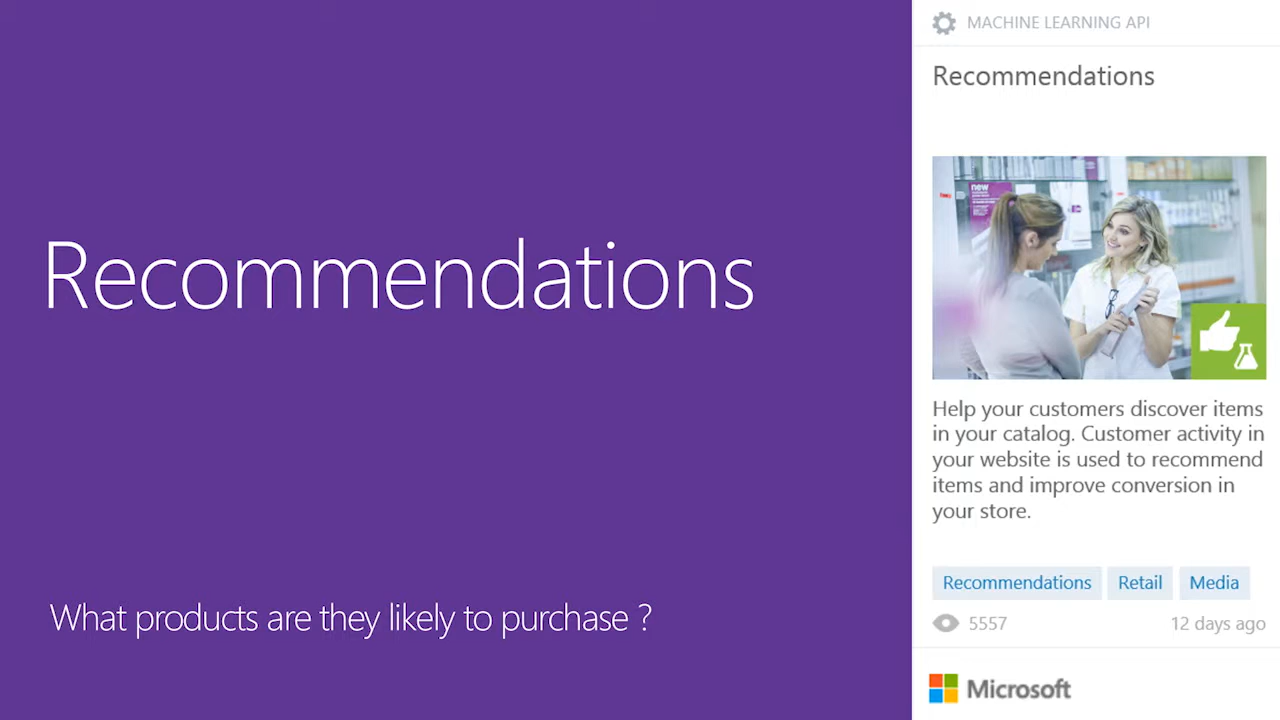 Recommendations
What products are they likely to purchase ?
MACHINE LEARNING API
Recommendations
new
Help your customers discover items
in your catalog. Customer activity in
your website is used to recommend
items and improve conversion in
your store.
Recommendations Retail Media
5557 12 days ago
Microsoft